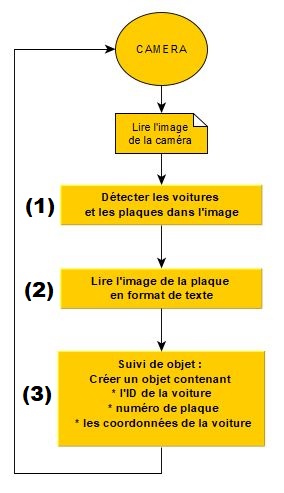 CAMERA
Lire l'image
de la caméra
(1)
Détecter les voitures
et les plaques dans l'image
(2)
Lire l'image de la plaque
en format de texte
(3)
Suivi de objet :
Créer un objet contenant
* l'ID de la voiture
* numéro de plaque
* les coordonnées de la voiture